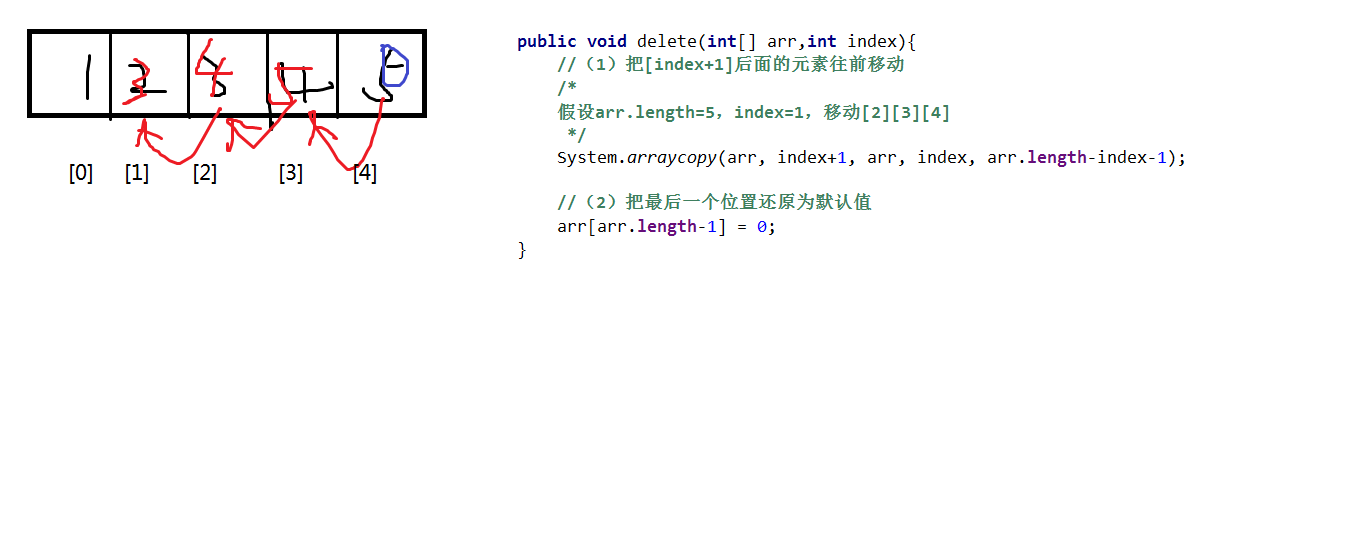 1 2 3 4 5
3 4 5 0
[0] [1] [2] [3] [4]
public void delete(int[] arr,int index){
//（1）把[index+1]后面的元素往前移动
/*
假设arr.length=5，index=1，移动[2][3][4]
*/
System.arraycopy(arr, index+1, arr, index, arr.length-index-1);
//（2）把最后一个位置还原为默认值
arr[arr.length-1] = 0;
}